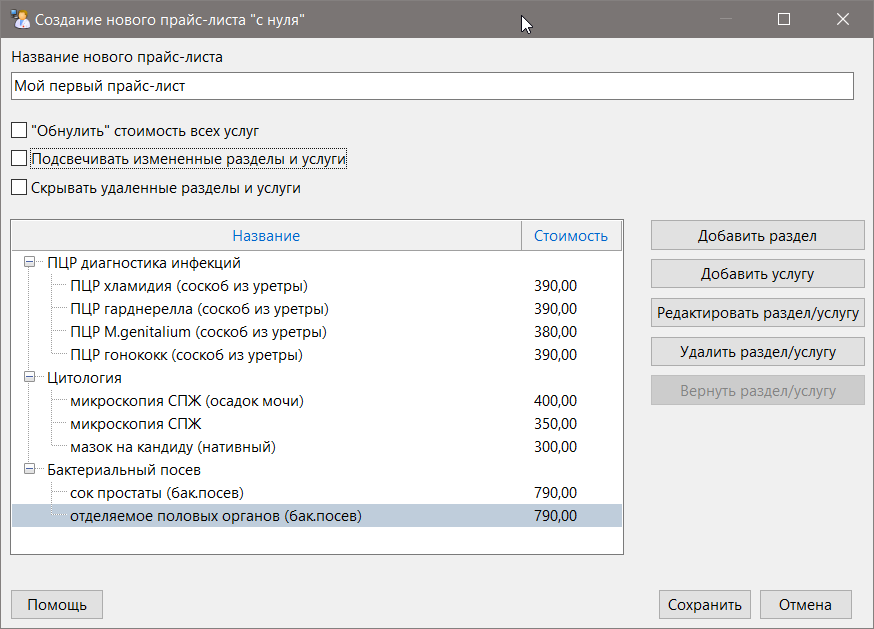 Создание нового прайс-листа "с нуля"
Название нового прайс-листа
Мой первый прайс-лист
"Обнулить" стоимость всех услуг
Подсвечивать измененные разделы и услуги
Скрывать удаленные разделы и услуги
Название Стоимость
ПЦР диагностика инфекций
ПЦР хламидия (соскоб из уретры) 390,00
ПЦР гарднерелла (соскоб из уретры) 390,00
ПЦР M.genitalium (соскоб из уретры) 380,00
ПЦР гонококк (соскоб из уретры) 390,00
Цитология
микроскопия СПЖ (осадок мочи) 400,00
микроскопия СПЖ 350,00
мазок на кандиду (нативный) 300,00
Бактериальный посев
сок простаты (бак.посев) 790,00
отделяемое половых органов (бак.посев) 790,00
Добавить раздел
Добавить услугу
Редактировать раздел/услугу
Удалить раздел/услугу
Вернуть раздел/услугу
Помощь Сохранить Отмена